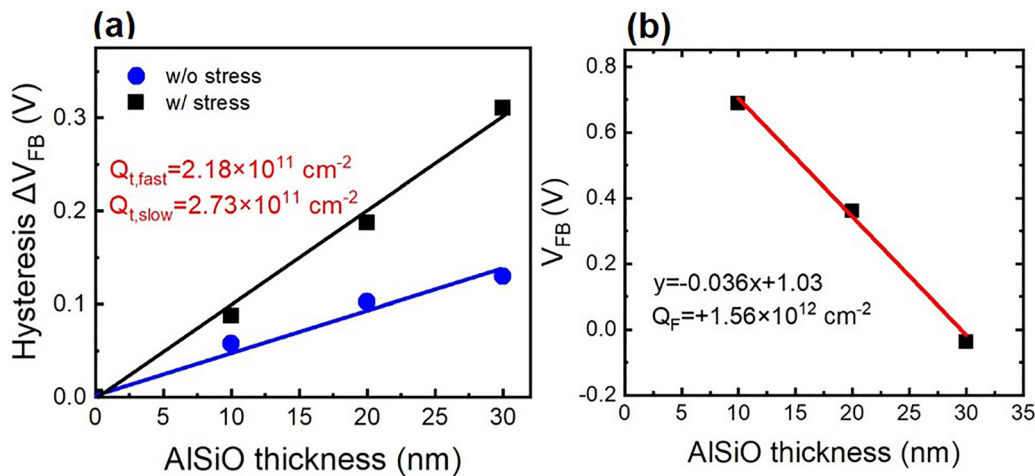 (a)
Hysteresis ΔV_FB (V)
0.3
0.2
0.1
0.0
w/o stress
w/ stress
Q_t,fast=2.18×10^11 cm^-2
Q_t,slow=2.73×10^11 cm^-2
0 5 10 15 20 25 30
AlSiO thickness (nm)
(b)
V_FB (V)
0.8
0.6
0.4
0.2
0.0
-0.2
y=-0.036x+1.03
Q_F=+1.56×10^12 cm^-2
0 5 10 15 20 25 30 35
AlSiO thickness (nm)